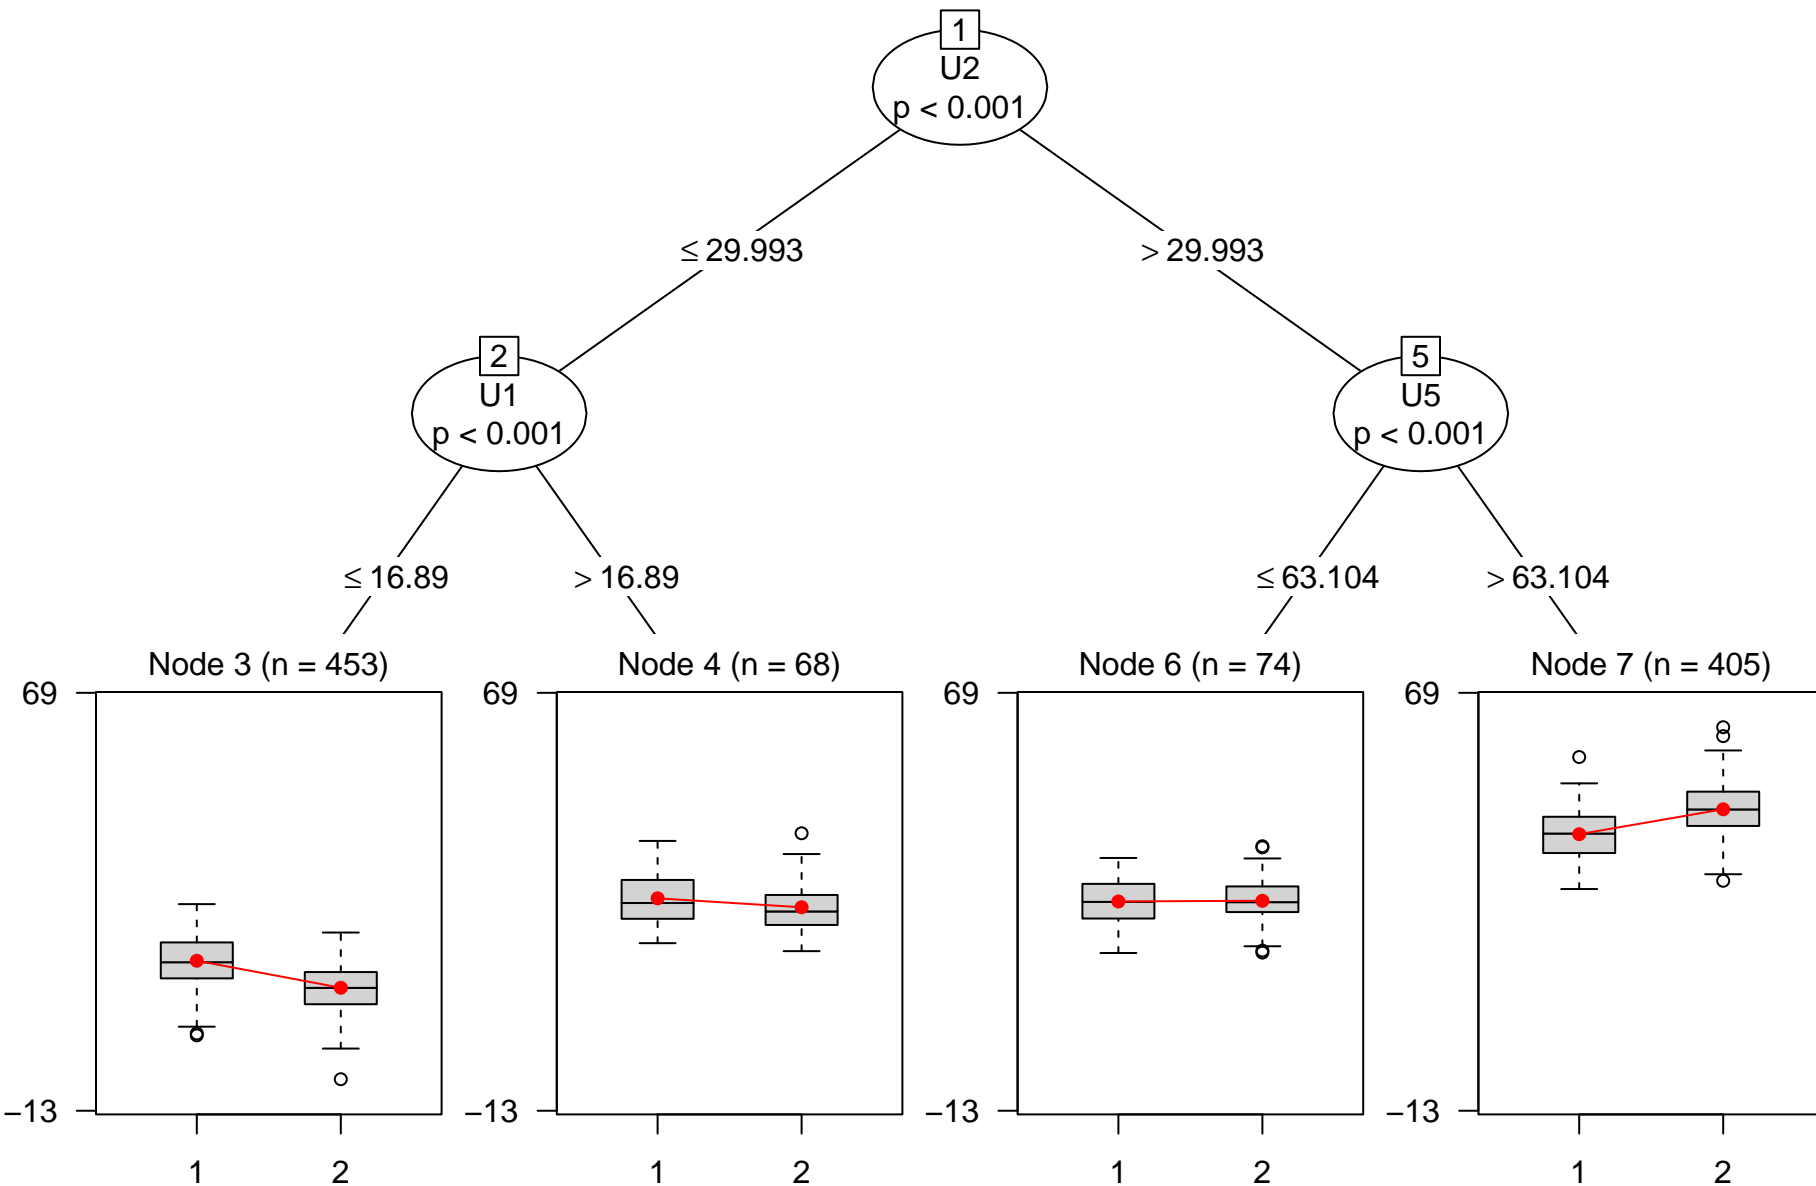 1
U2
p < 0.001
≤ 29.993
> 29.993
2
U1
p < 0.001
5
U5
p < 0.001
≤ 16.89
> 16.89
≤ 63.104
> 63.104
Node 3 (n = 453)
Node 4 (n = 68)
Node 6 (n = 74)
Node 7 (n = 405)
69
69
69
69
−13
−13
−13
−13
1 2
1 2
1 2
1 2